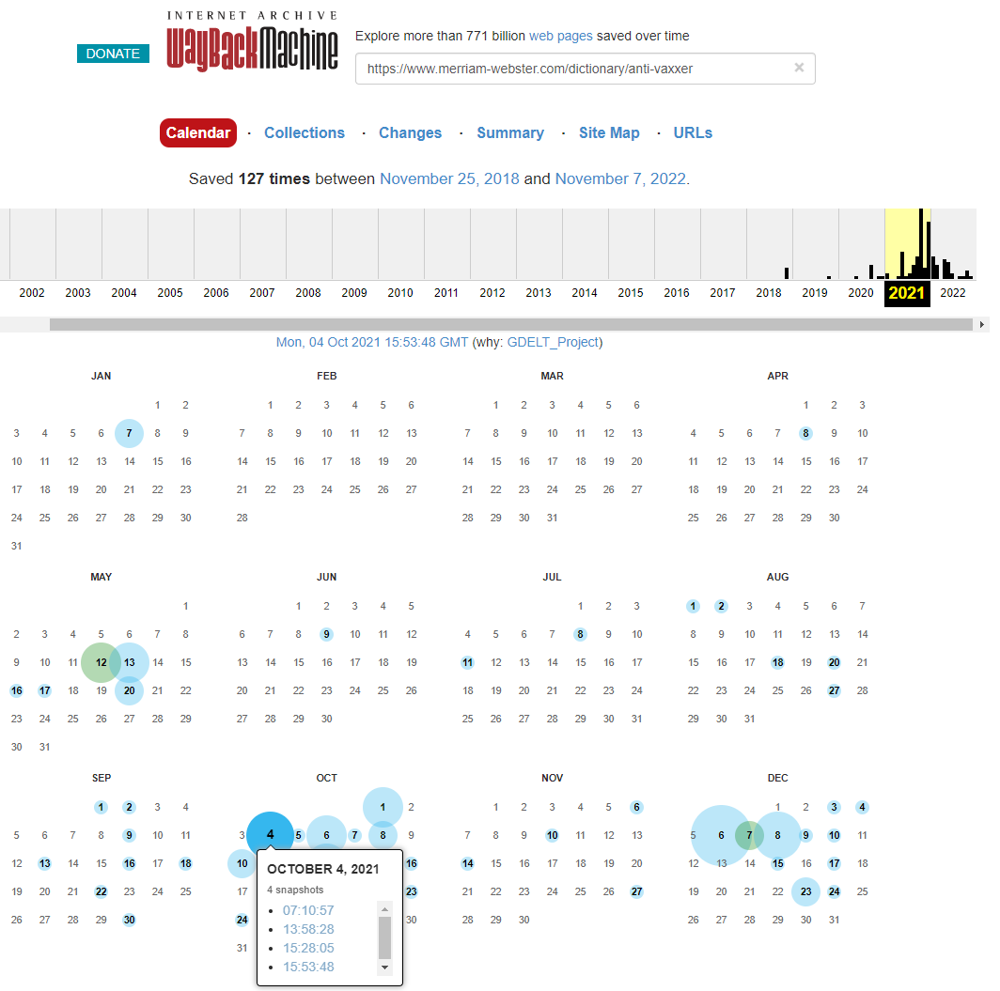 INTERNET ARCHIVE
DONATE
WayBackMachine
Explore more than 771 billion web pages saved over time
https://www.merriam-webster.com/dictionary/anti-vaxxer ×
Calendar · Collections · Changes · Summary · Site Map · URLs
Saved 127 times between November 25, 2018 and November 7, 2022.
2002 2003 2004 2005 2006 2007 2008 2009 2010 2011 2012 2013 2014 2015 2016 2017 2018 2019 2020 2021 2022
Mon, 04 Oct 2021 15:53:48 GMT (why: GDELT_Project)
JAN
1 2
3 4 5 6 7 8 9
10 11 12 13 14 15 16
17 18 19 20 21 22 23
24 25 26 27 28 29 30
31
FEB
1 2 3 4 5 6
7 8 9 10 11 12 13
14 15 16 17 18 19 20
21 22 23 24 25 26 27
28
MAR
1 2 3 4 5 6
7 8 9 10 11 12 13
14 15 16 17 18 19 20
21 22 23 24 25 26 27
28 29 30 31
APR
1 2 3
4 5 6 7 8 9 10
11 12 13 14 15 16 17
18 19 20 21 22 23 24
25 26 27 28 29 30
MAY
1
2 3 4 5 6 7 8
9 10 11 12 13 14 15
16 17 18 19 20 21 22
23 24 25 26 27 28 29
30 31
JUN
1 2 3 4 5
6 7 8 9 10 11 12
13 14 15 16 17 18 19
20 21 22 23 24 25 26
27 28 29 30
JUL
1 2 3
4 5 6 7 8 9 10
11 12 13 14 15 16 17
18 19 20 21 22 23 24
25 26 27 28 29 30 31
AUG
1 2 3 4 5 6 7
8 9 10 11 12 13 14
15 16 17 18 19 20 21
22 23 24 25 26 27 28
29 30 31
SEP
1 2 3 4
5 6 7 8 9 10 11
12 13 14 15 16 17 18
19 20 21 22 23 24 25
26 27 28 29 30
OCT
1 2
3 4 5 6 7 8 9
10 16
17 23
24 30
31
OCTOBER 4, 2021
4 snapshots
• 07:10:57
• 13:58:28
• 15:28:05
• 15:53:48
NOV
1 2 3 4 5 6
7 8 9 10 11 12 13
14 15 16 17 18 19 20
21 22 23 24 25 26 27
28 29 30
DEC
1 2 3 4
5 6 7 8 9 10 11
12 13 14 15 16 17 18
19 20 21 22 23 24 25
26 27 28 29 30 31